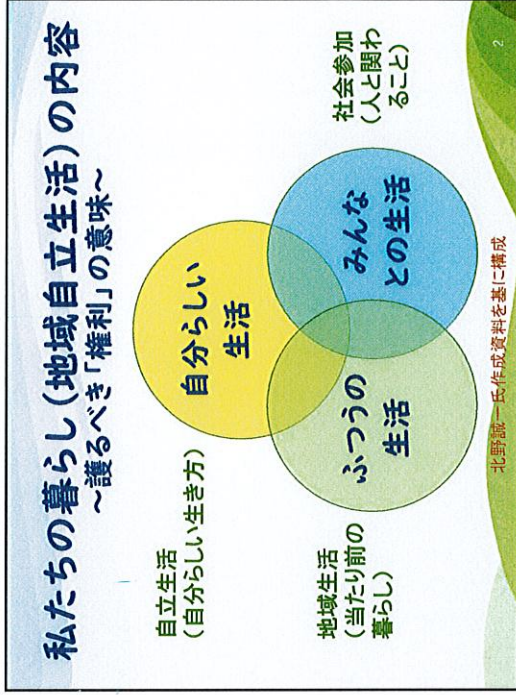 私たちの暮らし(地域自立生活)の内容
~護るべき「権利」の意味~
自立生活
(自分らしい生き方)
自分らしい
生活
地域生活
(当たり前の
暮らし)
ふつうの
生活
みんな
との生活
社会参加
(人と関わ
ること)
北野誠一氏作成資料を基に構成
2